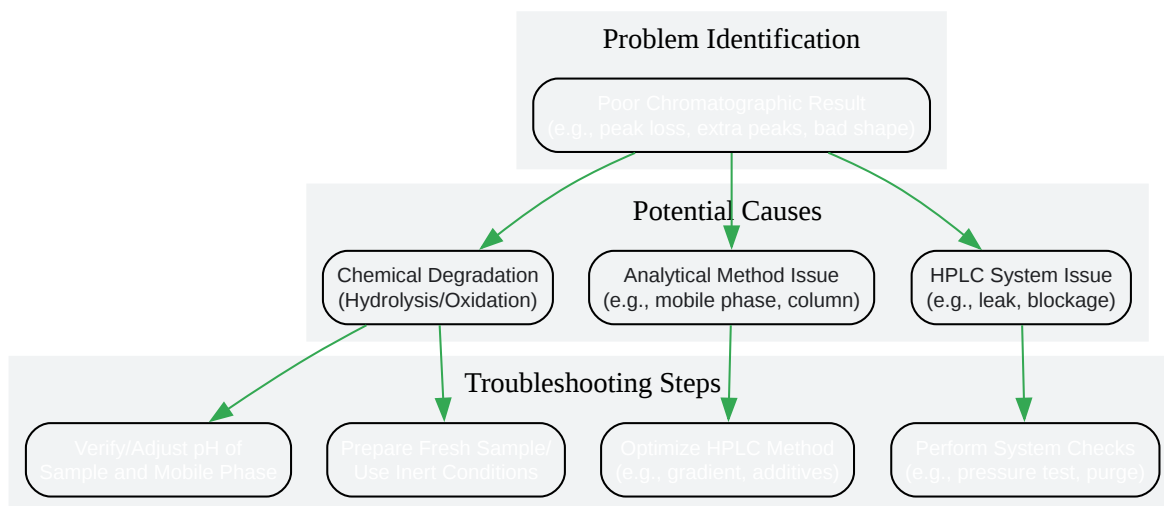 Problem Identification
Poor Chromatographic Result
(e.g., peak loss, extra peaks, bad shape)
Potential Causes
Chemical Degradation
(Hydrolysis/Oxidation)
Analytical Method Issue
(e.g., mobile phase, column)
HPLC System Issue
(e.g., leak, blockage)
Troubleshooting Steps
Verify/Adjust pH of
Sample and Mobile Phase
Prepare Fresh Sample/
Use Inert Conditions
Optimize HPLC Method
(e.g., gradient, additives)
Perform System Checks
(e.g., pressure test, purge)